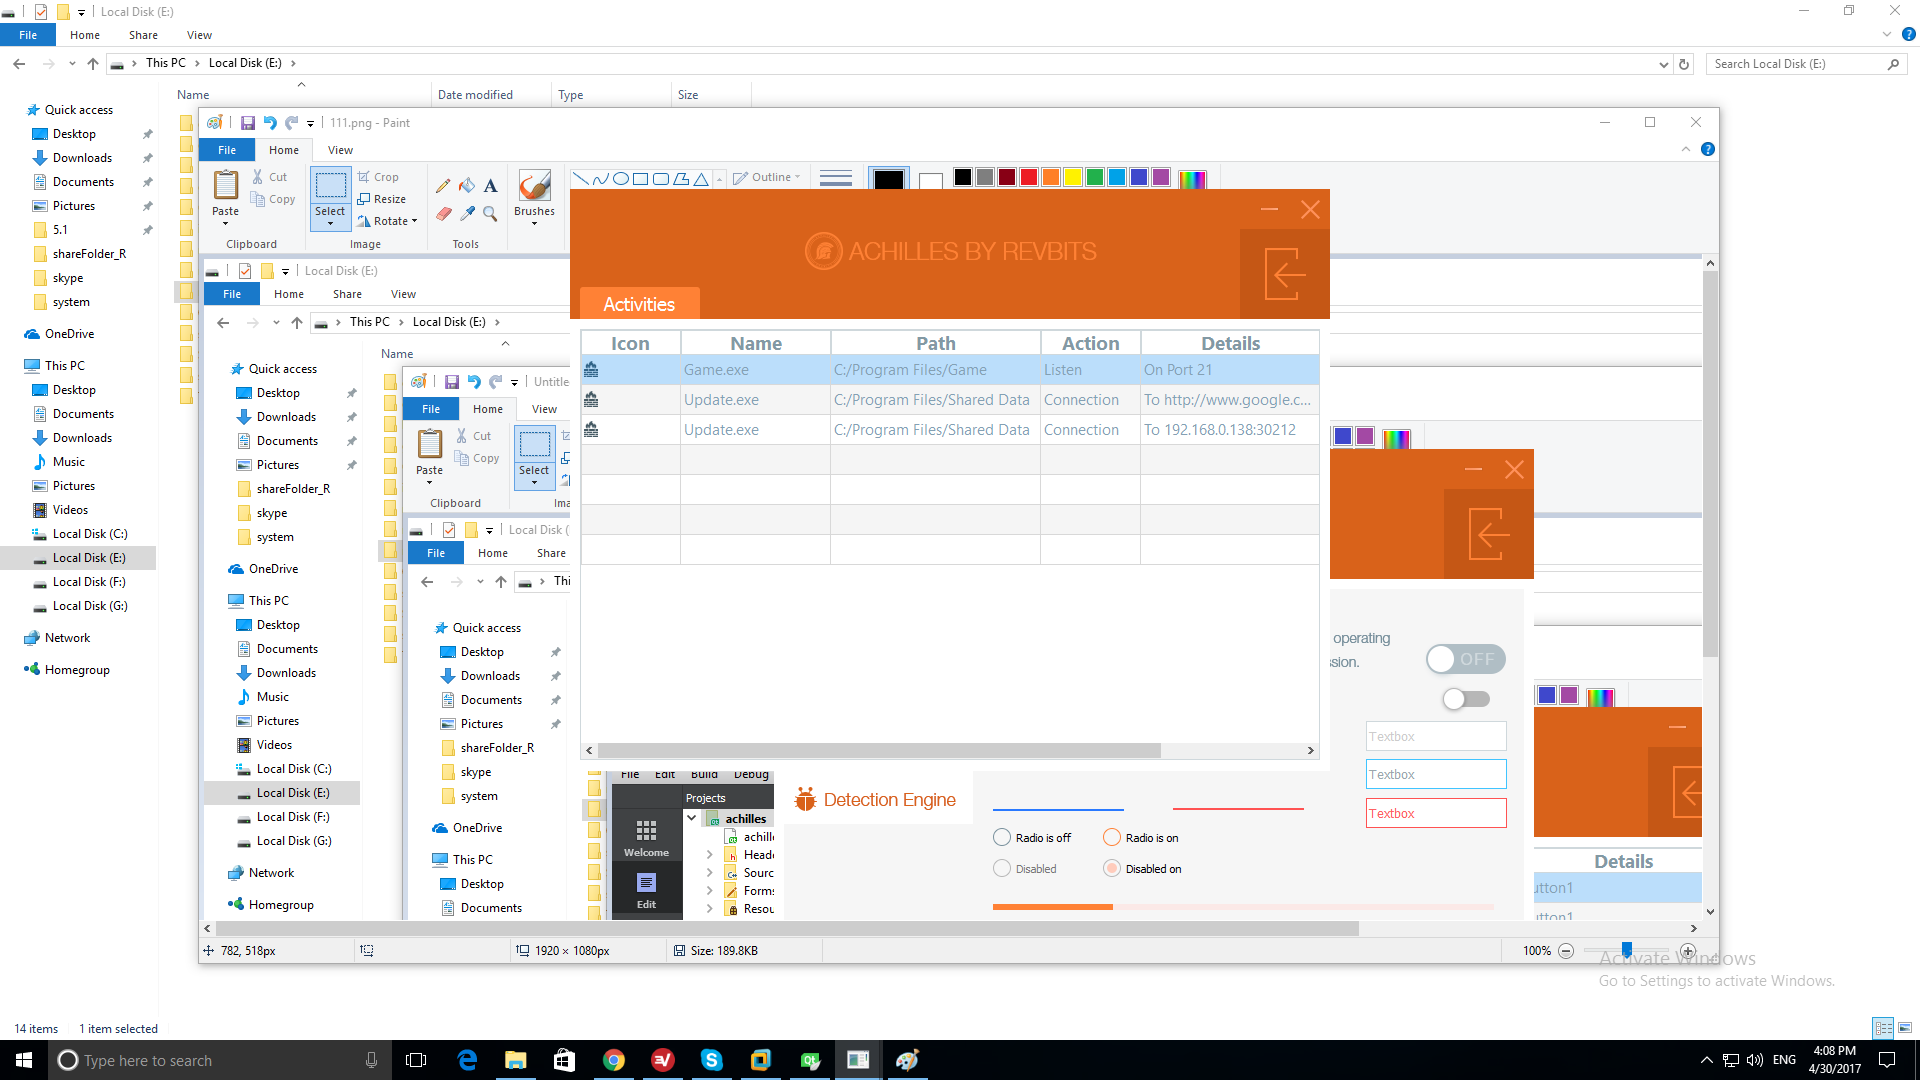 Local Disk (E:)
File Home Share View
This PC Local Disk (E:)
Search Local Disk (E:)
Name Date modified Type Size
Quick access
Desktop
Downloads
Documents
Pictures
5.1
shareFolder_R
skype
system
OneDrive
This PC
Desktop
Documents
Downloads
Music
Pictures
Videos
Local Disk (C:)
Local Disk (E:)
Local Disk (F:)
Local Disk (G:)
Network
Homegroup
14 items 1 item selected
111.png - Paint
File Home View
Paste
Cut
Copy
Clipboard
Select
Crop
Resize
Rotate
Image
A
Tools
Brushes
Outline
Local Disk (E:)
File Home Share View
This PC Local Disk (E:)
Name
Quick access
Desktop
Downloads
Documents
Pictures
shareFolder_R
skype
system
OneDrive
This PC
Desktop
Documents
Downloads
Music
Pictures
Videos
Local Disk (C:)
Local Disk (E:)
Local Disk (F:)
Local Disk (G:)
Network
Homegroup
Untitle
File Home View
Paste
Cut
Copy
Clipboard
Select
Ima
Local Disk (
File Home Share
Thi
Quick access
Desktop
Downloads
Documents
Pictures
shareFolder_R
skype
system
OneDrive
This PC
Desktop
Documents
ACHILLES BY REVBITS
Activities
Icon Name Path Action Details
Game.exe C:/Program Files/Game Listen On Port 21
Update.exe C:/Program Files/Shared Data Connection To http://www.google.c...
Update.exe C:/Program Files/Shared Data Connection To 192.168.0.138:30212
operating
ssion.
OFF
Textbox
Textbox
Textbox
File Edit Build Debug
Projects
achilles
achille
Heade
Sourc
Forms
Resou
Welcome
Edit
Detection Engine
Radio is off
Radio is on
Disabled
Disabled on
Details
utton1
utton1
782, 518px
1920 × 1080px
Size: 189.8KB
100%
Activate Windows
Go to Settings to activate Windows.
Type here to search
ENG
4:08 PM
4/30/2017